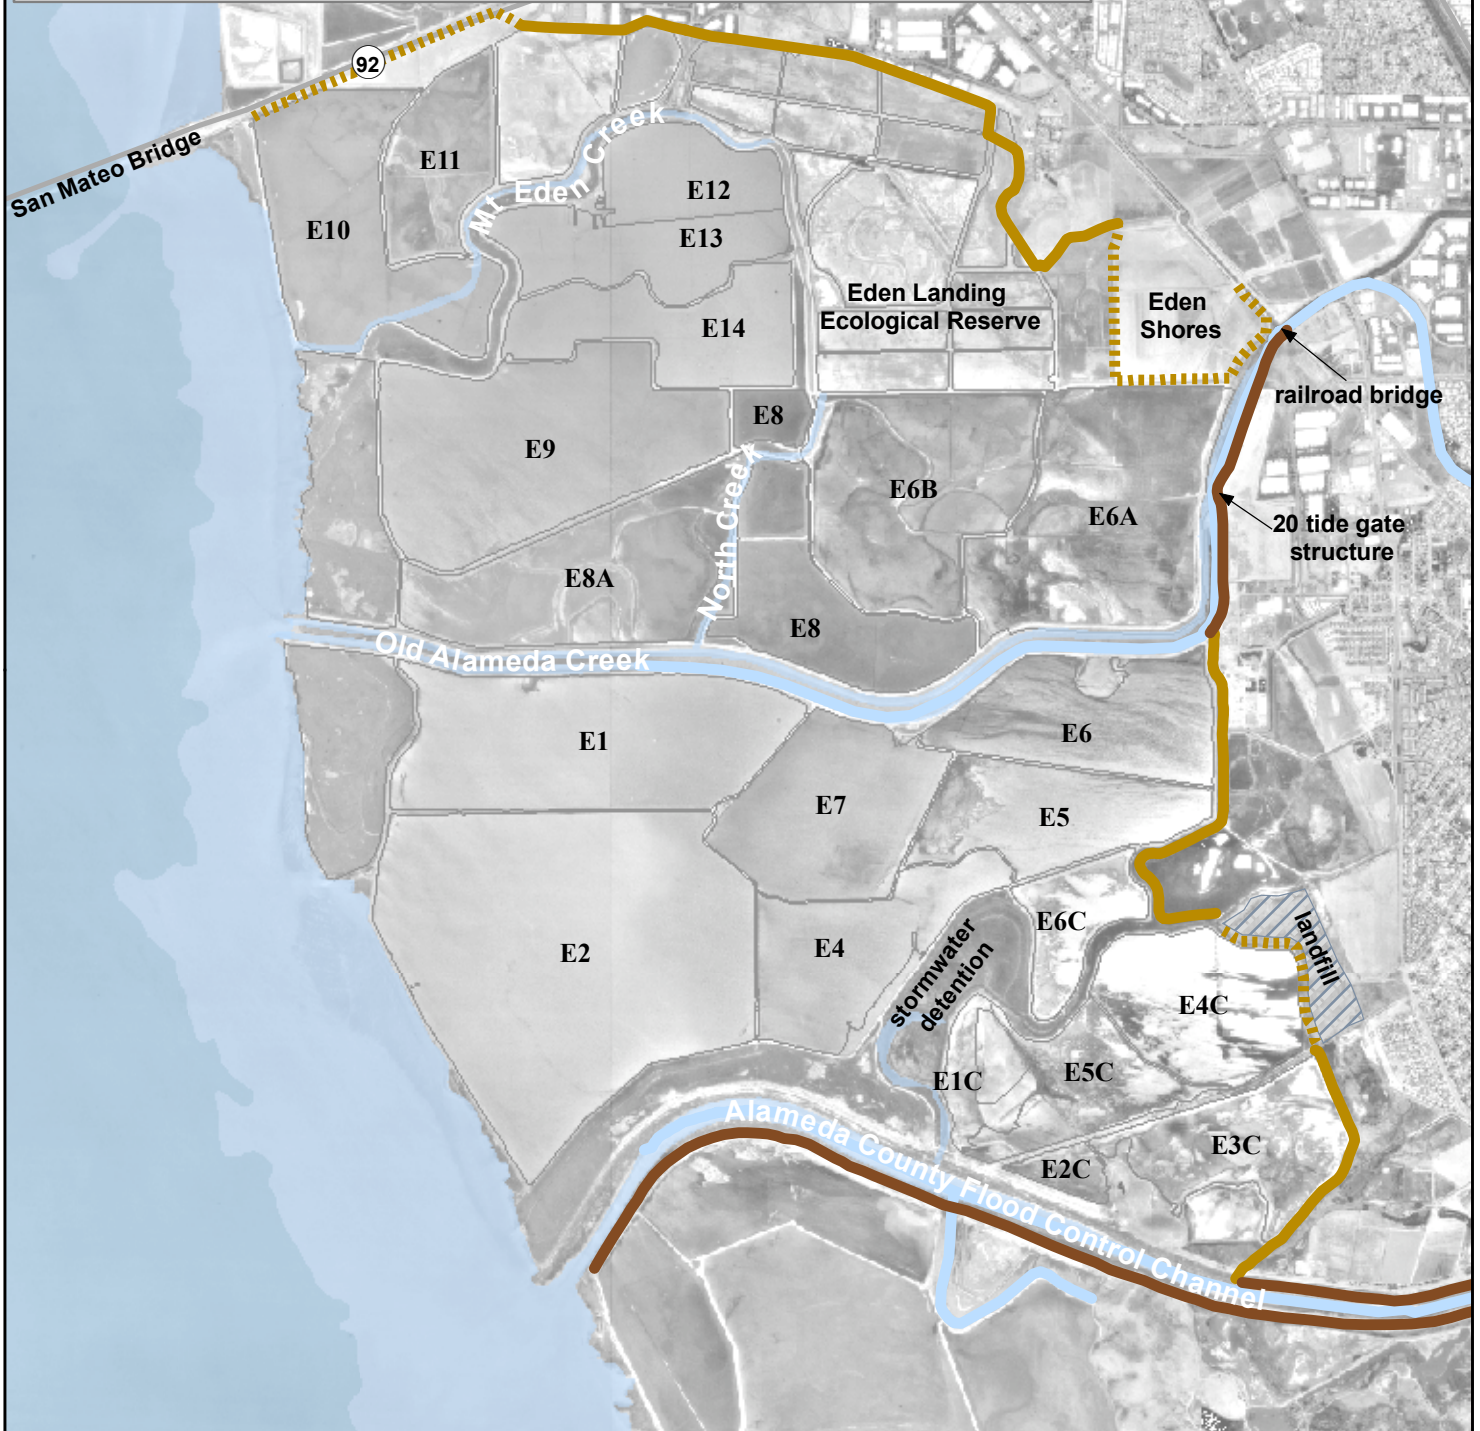 92
San Mateo Bridge
E11
Mt Eden Creek
E12
E10
E13
Eden Landing
Ecological Reserve
Eden
Shores
E14
railroad bridge
E8
E9
North Creek
E6B
E6A
20 tide gate
structure
E8A
E8
Old Alameda Creek
E1
E6
E7
E5
E6C
landfill
E2
E4
stormwater
detention
E4C
E1C
E5C
Alameda County Flood Control Channel
E3C
E2C